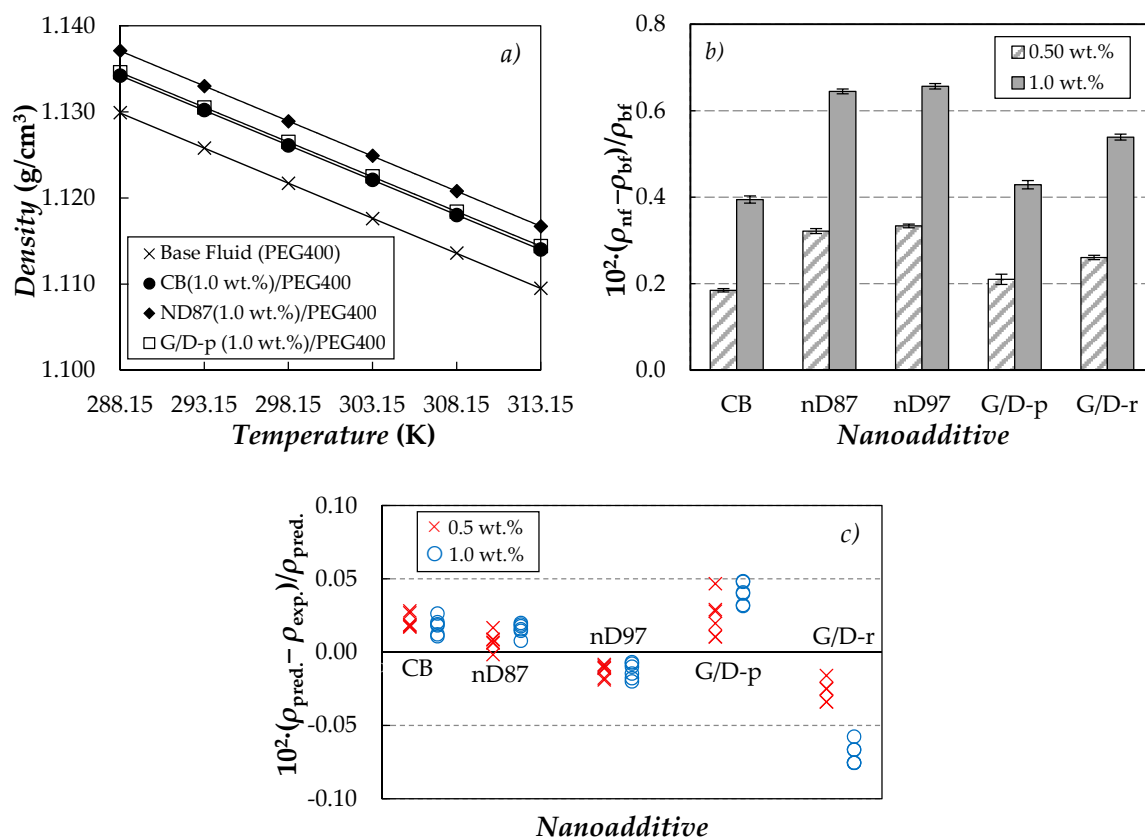 a)
1.140
1.130
1.120
1.110
1.100
Density (g/cm³)
× Base Fluid (PEG400)
CB(1.0 wt.%)/PEG400
ND87(1.0 wt.%)/PEG400
G/D-p (1.0 wt.%)/PEG400
288.15 293.15 298.15 303.15 308.15 313.15
Temperature (K)
b)
0.8
0.6
0.4
0.2
0.0
10²·(ρnf −ρbf)/ρbf
0.50 wt.%
1.0 wt.%
CB nD87 nD97 G/D-p G/D-r
Nanoadditive
c)
0.10
0.05
0.00
-0.05
-0.10
10²·(ρpred.− ρexp.)/ρpred.
0.5 wt.%
1.0 wt.%
nD97 G/D-r
CB nD87 G/D-p
Nanoadditive